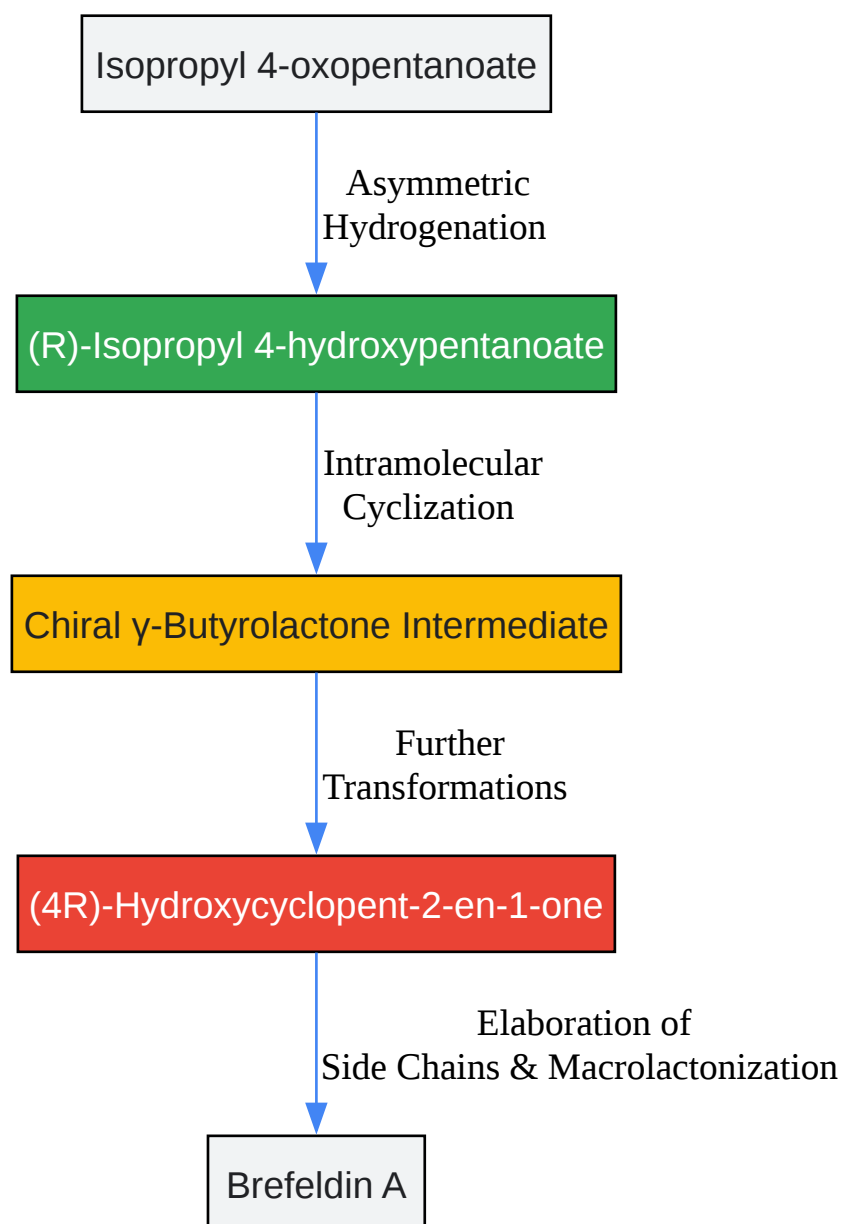 Isopropyl 4-oxopentanoate
Asymmetric
Hydrogenation
(R)-Isopropyl 4-hydroxypentanoate
Intramolecular
Cyclization
Chiral γ-Butyrolactone Intermediate
Further
Transformations
(4R)-Hydroxycyclopent-2-en-1-one
Elaboration of
Side Chains & Macrolactonization
Brefeldin A